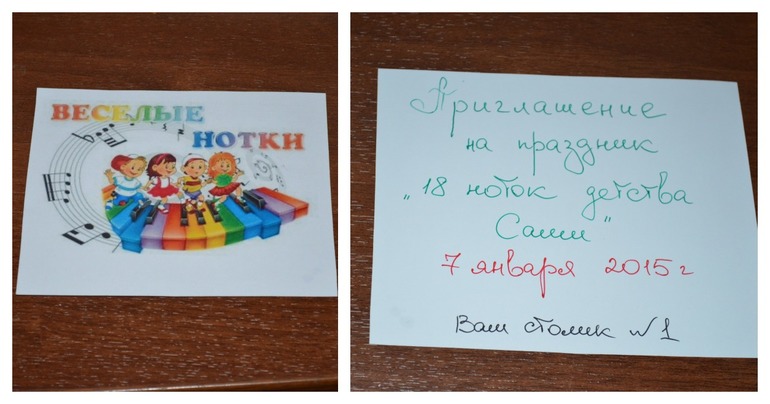 ВЕСЕЛЫЕ
НОТКИ
Приглашение
на праздник
„18 ноток детства
Саши"
7 января 2015 г
Ваш столик №1